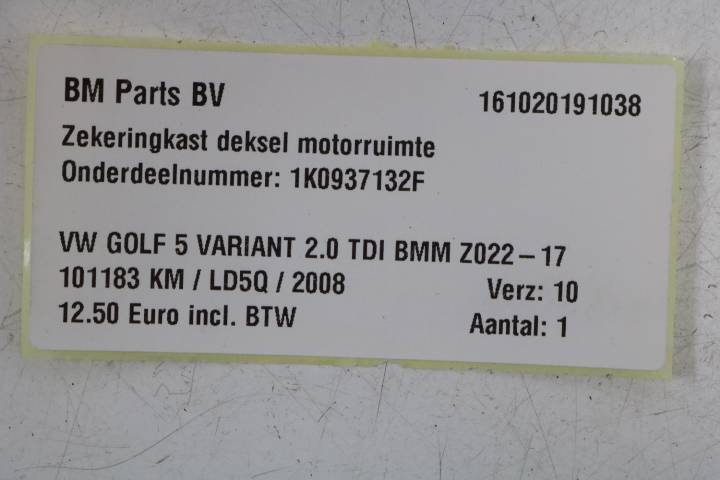 BM Parts BV 161020191038
Zekeringkast deksel motorruimte
Onderdeelnummer: 1K0937132F
VW GOLF 5 VARIANT 2.0 TDI BMM Z022-17
101183 KM / LD5Q / 2008 Verz: 10
12.50 Euro incl. BTW Aantal: 1